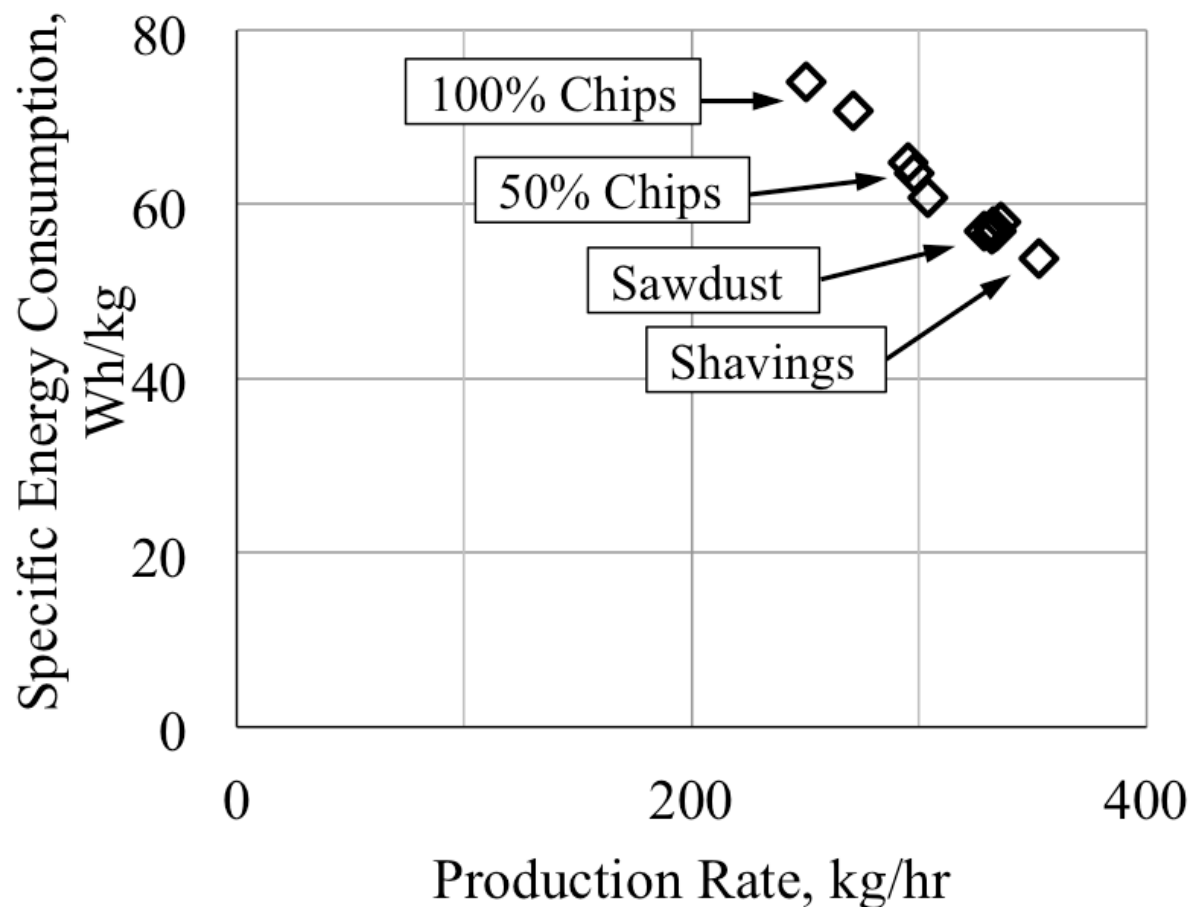 Specific Energy Consumption,
Wh/kg
80
60
40
20
0
100% Chips
50% Chips
Sawdust
Shavings
0 200 400
Production Rate, kg/hr